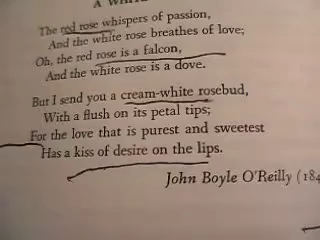 A WHITE
The red rose whispers of passion,
And the white rose breathes of love;
Oh, the red rose is a falcon,
And the white rose is a dove.
But I send you a cream-white rosebud,
With a flush on its petal tips;
For the love that is purest and sweetest
Has a kiss of desire on the lips.
John Boyle O'Reilly (184